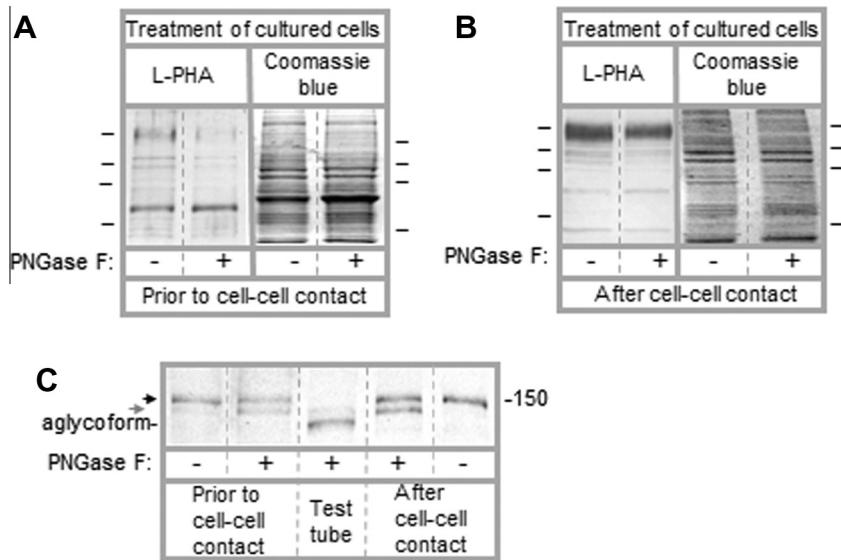 A
Treatment of cultured cells
L-PHA
Coomassie
blue
PNGase F: - + - +
Prior to cell-cell contact
B
Treatment of cultured cells
L-PHA
Coomassie
blue
PNGase F: - + - +
After cell-cell contact
C
-150
aglycoform-
PNGase F: - + + + -
Prior to
cell-cell
contact
Test
tube
After
cell-cell
contact